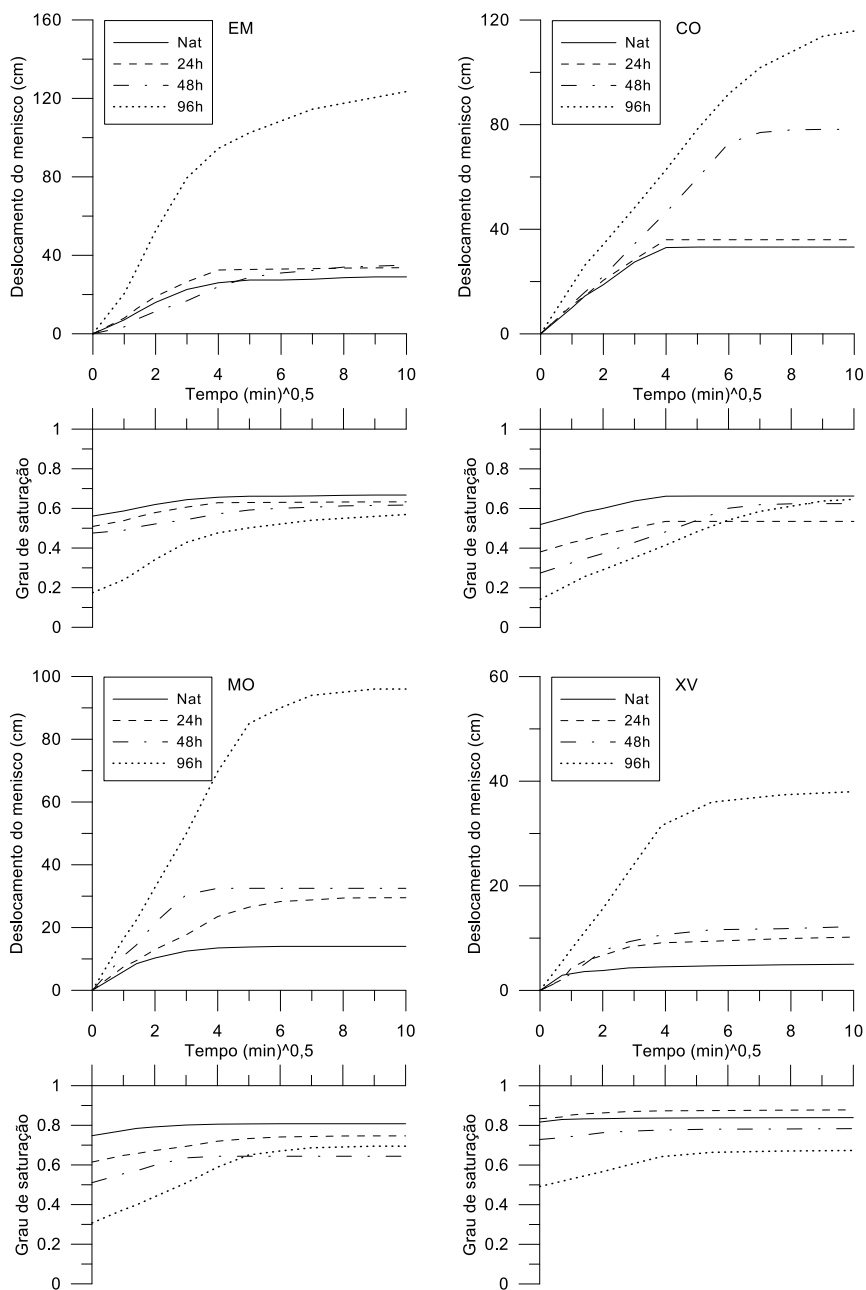 EM
Nat
24h
48h
96h
Deslocamento do menisco (cm)
160
120
80
40
0
0 2 4 6 8 10
Tempo (min)^0,5
Grau de saturação
1
0.8
0.6
0.4
0.2
0
CO
Nat
24h
48h
96h
Deslocamento do menisco (cm)
120
80
40
0
0 2 4 6 8 10
Tempo (min)^0,5
Grau de saturação
1
0.8
0.6
0.4
0.2
0
MO
Nat
24h
48h
96h
Deslocamento do menisco (cm)
100
80
60
40
20
0
0 2 4 6 8 10
Tempo (min)^0,5
Grau de saturação
1
0.8
0.6
0.4
0.2
0
XV
Nat
24h
48h
96h
Deslocamento do menisco (cm)
60
40
20
0
0 2 4 6 8 10
Tempo (min)^0,5
Grau de saturação
1
0.8
0.6
0.4
0.2
0